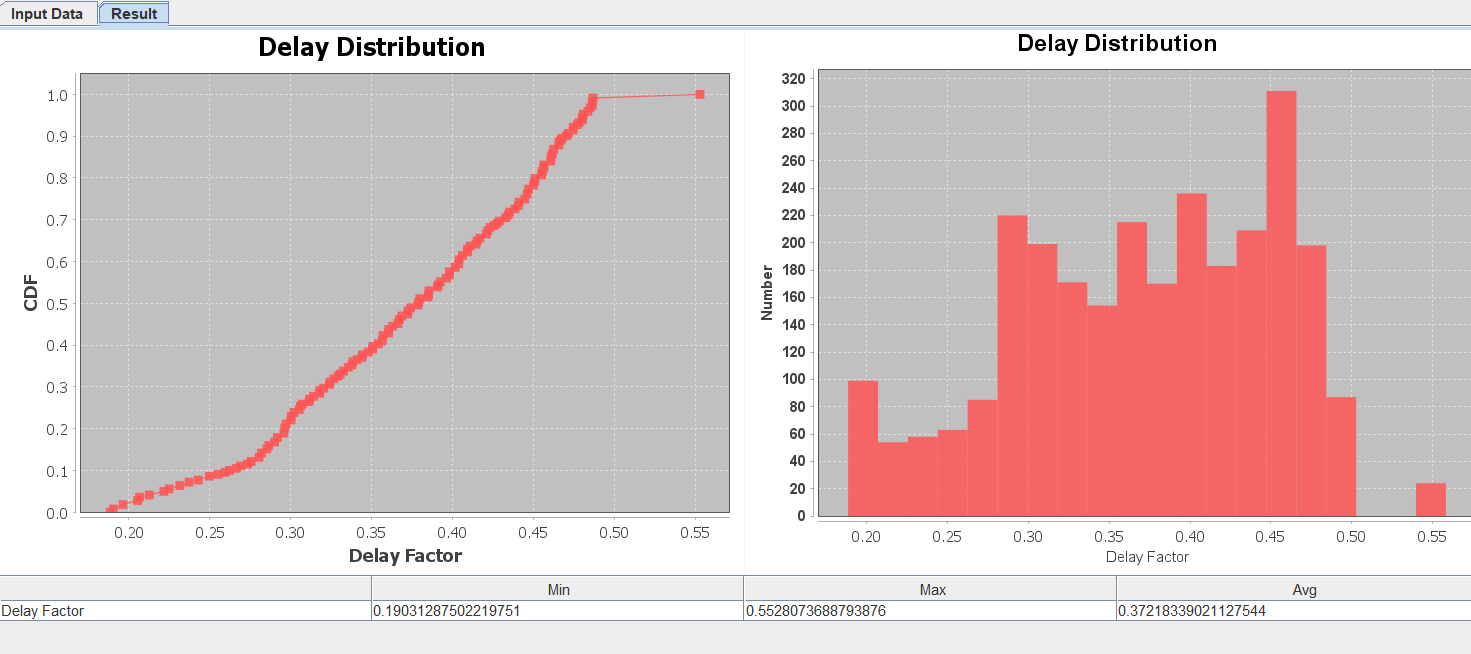 Input Data Result
Delay Distribution
CDF
1.0
0.9
0.8
0.7
0.6
0.5
0.4
0.3
0.2
0.1
0.0
0.20 0.25 0.30 0.35 0.40 0.45 0.50 0.55
Delay Factor
Delay Distribution
Number
320
300
280
260
240
220
200
180
160
140
120
100
80
60
40
20
0
0.20 0.25 0.30 0.35 0.40 0.45 0.50 0.55
Delay Factor
Min Max Avg
Delay Factor 0.19031287502219751 0.5528073688793876 0.37218339021127544